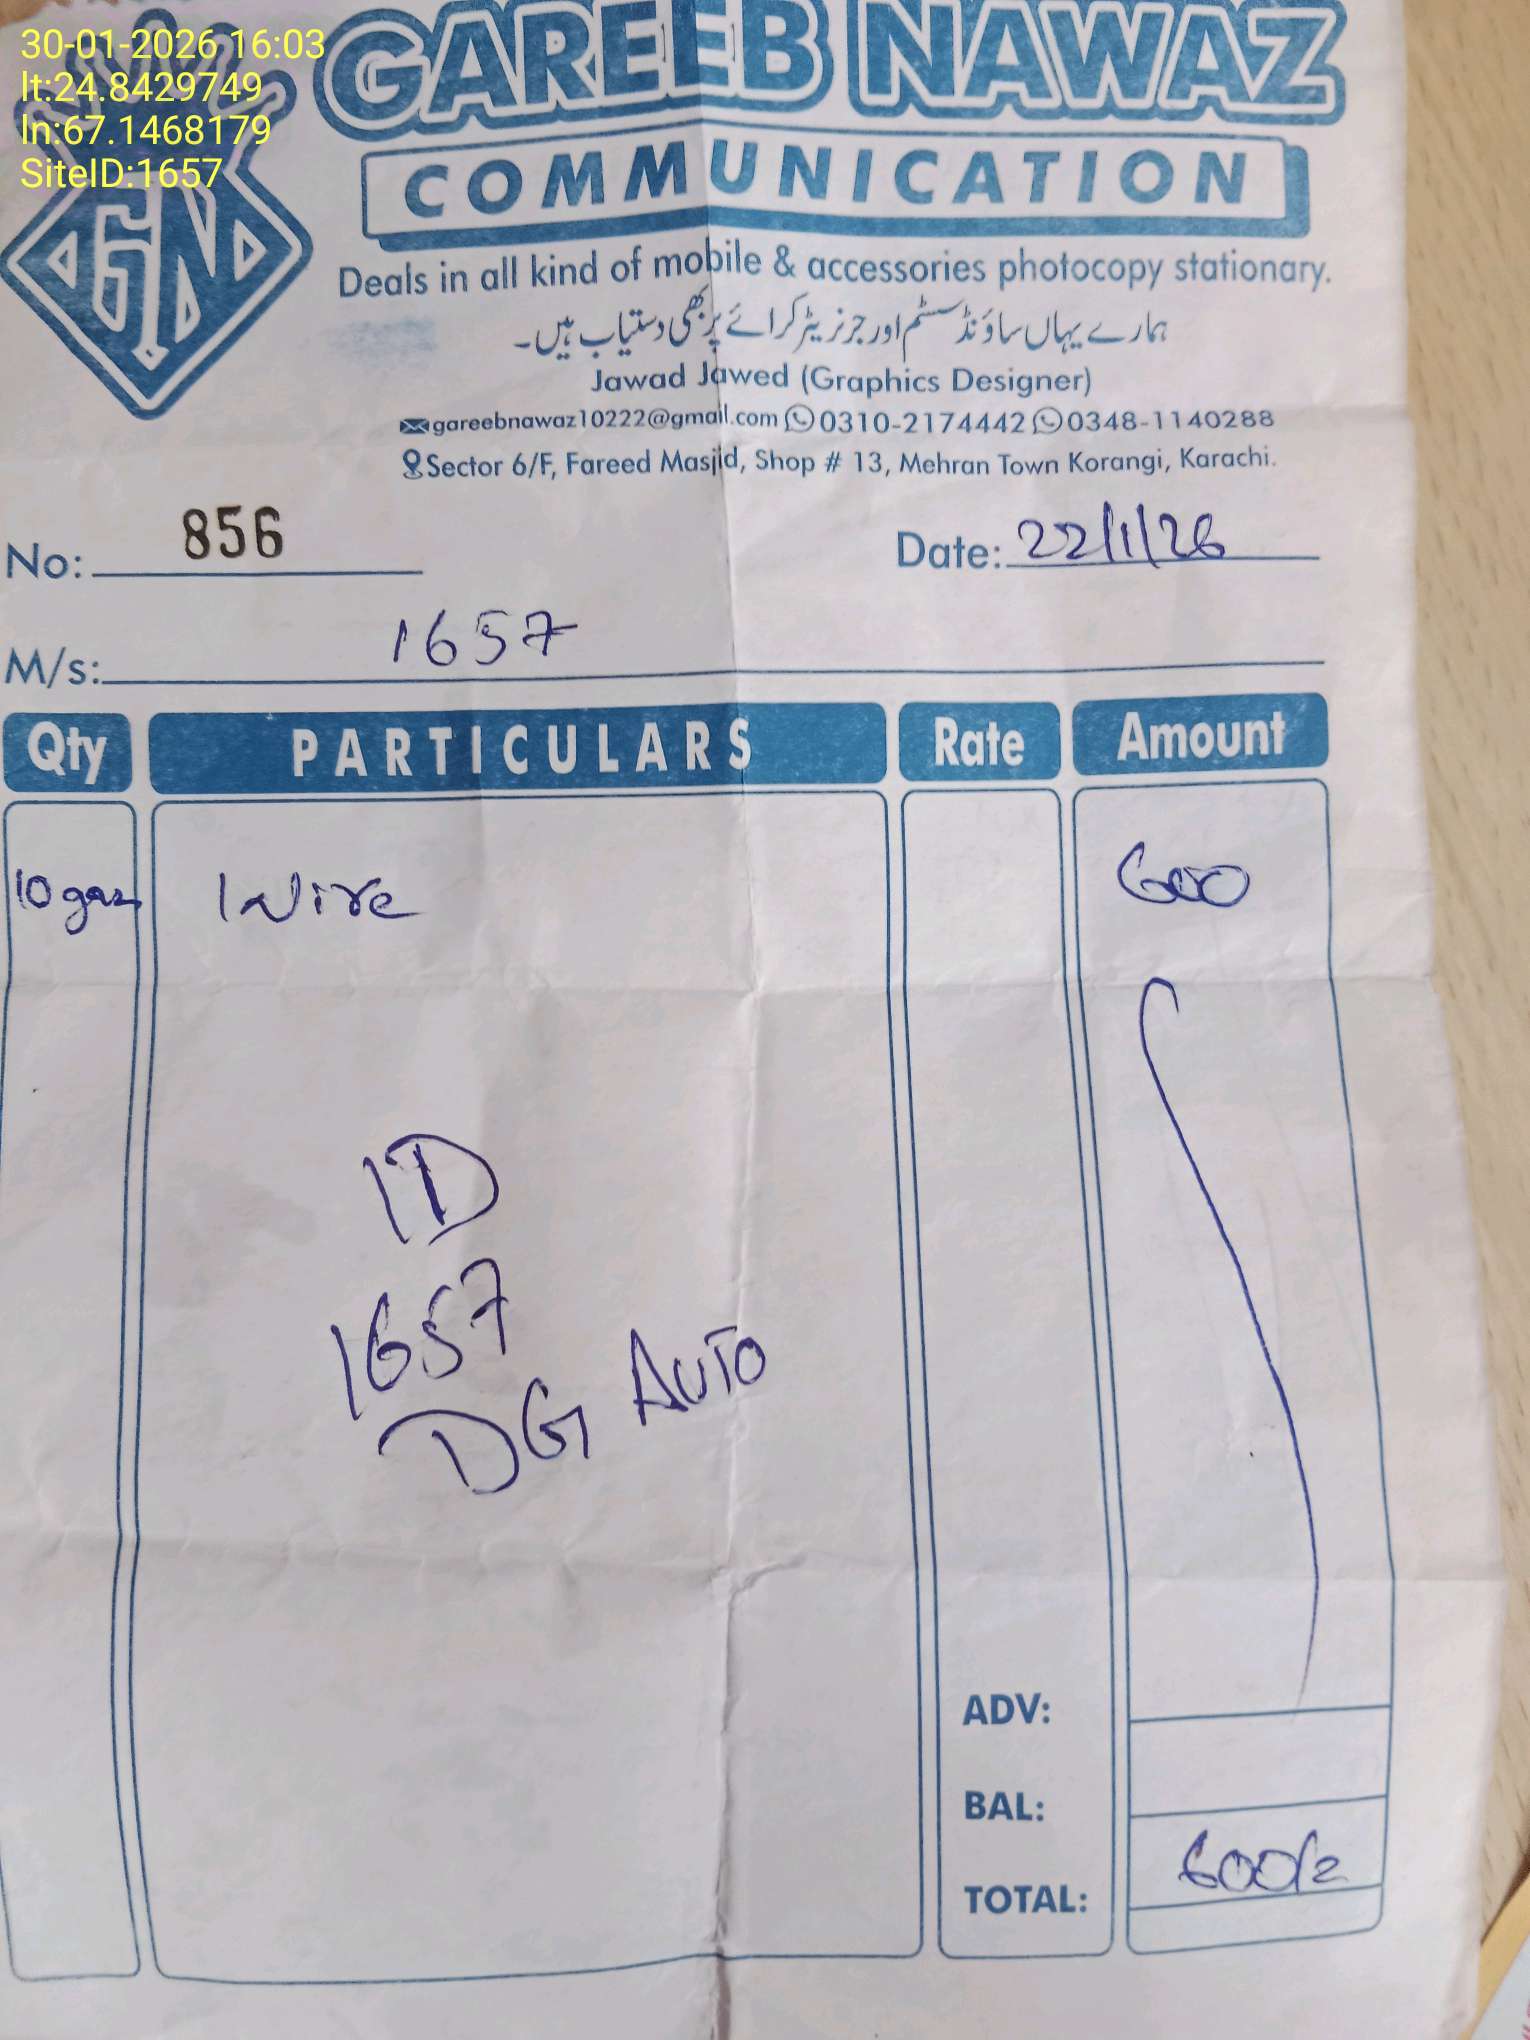 30-01-2026 16:03
lt:24.8429749
ln:67.1468179
SiteID:1657
GN
GAREEB NAWAZ
COMMUNICATION
Deals in all kind of mobile & accessories photocopy stationary.
ہمارے یہاں ساؤنڈ سسٹم اور جرنریٹر کرائے پر بھی دستیاب ہیں۔
Jawad Jawed (Graphics Designer)
gareebnawaz10222@gmail.com 0310-2174442 0348-1140288
Sector 6/F, Fareed Masjid, Shop # 13, Mehran Town Korangi, Karachi.
No: 856 Date: 22/1/26
M/s: 1657
Qty PARTICULARS Rate Amount
10 gaz Wire 600
ID
1657
DG AUTO
ADV:
BAL:
TOTAL: 600/=